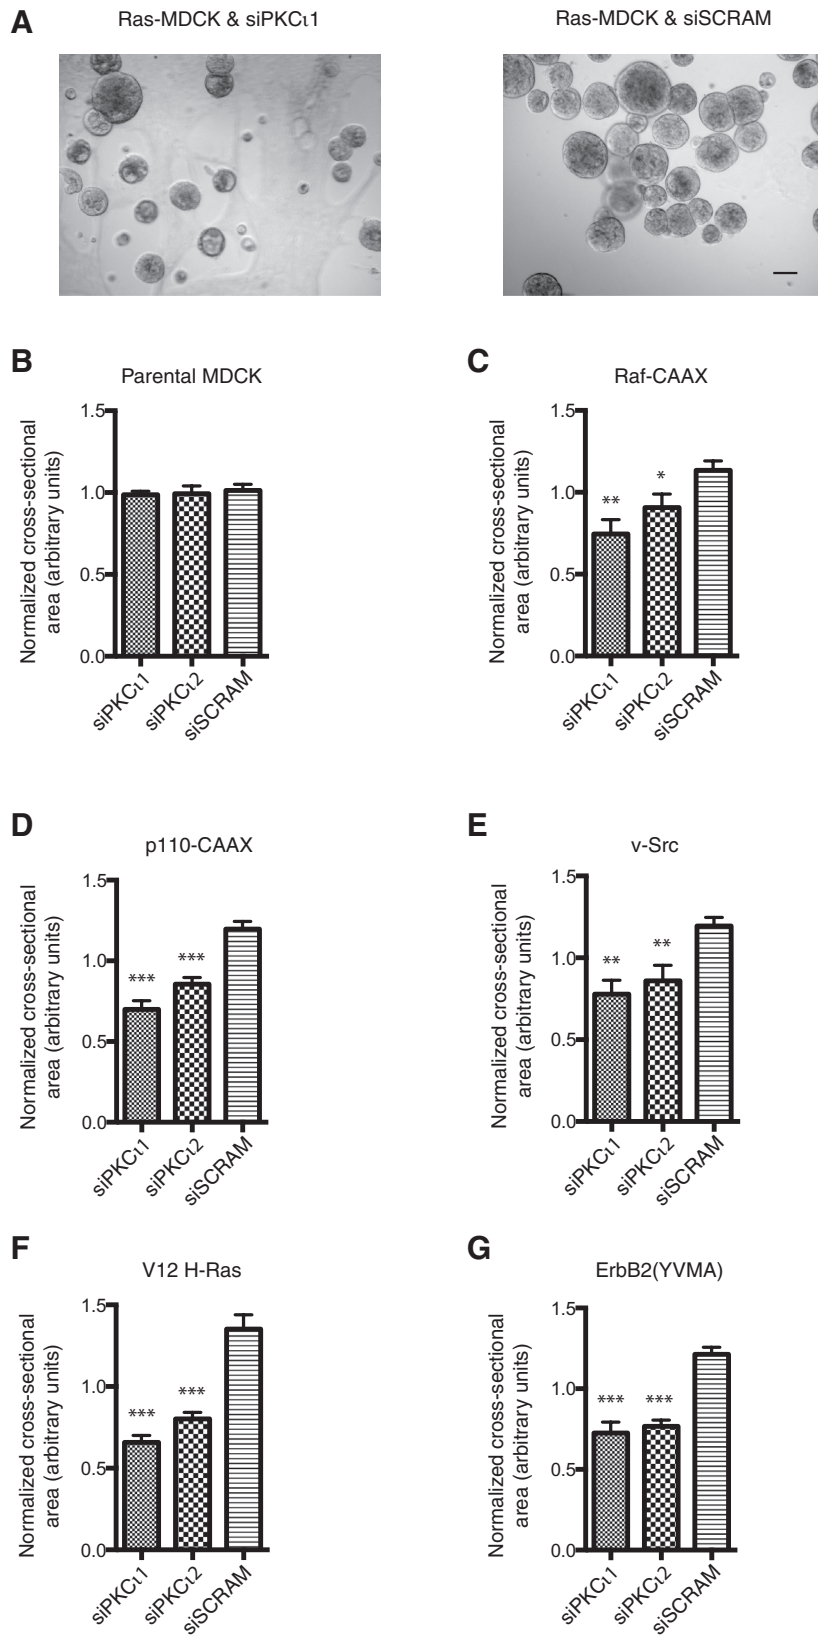 A
Ras-MDCK & siPKCι1
Ras-MDCK & siSCRAM
B
Parental MDCK
Normalized cross-sectional
area (arbitrary units)
1.5
1.0
0.5
0.0
siPKCι1
siPKCι2
siSCRAM
C
Raf-CAAX
Normalized cross-sectional
area (arbitrary units)
1.5
1.0
0.5
0.0
**
*
siPKCι1
siPKCι2
siSCRAM
D
p110-CAAX
Normalized cross-sectional
area (arbitrary units)
1.5
1.0
0.5
0.0
***
***
siPKCι1
siPKCι2
siSCRAM
E
v-Src
Normalized cross-sectional
area (arbitrary units)
1.5
1.0
0.5
0.0
**
**
siPKCι1
siPKCι2
siSCRAM
F
V12 H-Ras
Normalized cross-sectional
area (arbitrary units)
1.5
1.0
0.5
0.0
***
***
siPKCι1
siPKCι2
siSCRAM
G
ErbB2(YVMA)
Normalized cross-sectional
area (arbitrary units)
1.5
1.0
0.5
0.0
***
***
siPKCι1
siPKCι2
siSCRAM